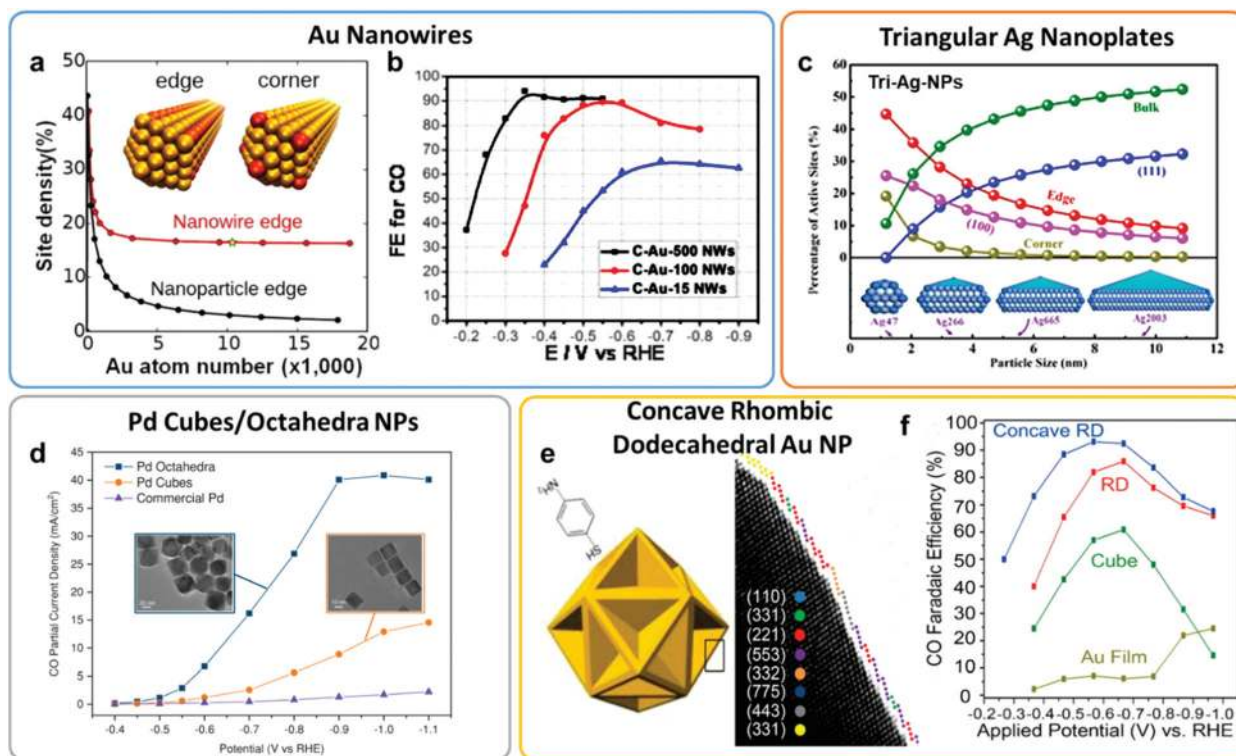 Au Nanowires
a
edge
corner
Nanowire edge
Nanoparticle edge
Site density(%)
50
40
30
20
10
0
0
5
10
15
20
Au atom number (x1,000)
b
FE for CO
100
90
80
70
60
50
40
30
20
10
0
C-Au-500 NWs
C-Au-100 NWs
C-Au-15 NWs
-0.2
-0.3
-0.4
-0.5
-0.6
-0.7
-0.8
-0.9
E / V vs RHE
Triangular Ag Nanoplates
c
Tri-Ag-NPs
Percentage of Active Sites (%)
60
50
40
30
20
10
0
Bulk
(111)
Edge
(100)
Corner
Ag47
Ag266
Ag665
Ag2003
0
2
4
6
8
10
12
Particle Size (nm)
Pd Cubes/Octahedra NPs
d
Pd Octahedra
Pd Cubes
Commercial Pd
CO Partial Current Density (mA/cm²)
45
40
35
30
25
20
15
10
5
0
-0.4
-0.5
-0.6
-0.7
-0.8
-0.9
-1.0
-1.1
Potential (V vs RHE)
Concave Rhombic
Dodecahedral Au NP
e
H₂N
HS
(110)
(331)
(221)
(553)
(332)
(775)
(443)
(331)
f
CO Faradaic Efficiency (%)
100
90
80
70
60
50
40
30
20
10
0
Concave RD
RD
Cube
Au Film
-0.2
-0.3
-0.4
-0.5
-0.6
-0.7
-0.8
-0.9
-1.0
Applied Potential (V) vs. RHE